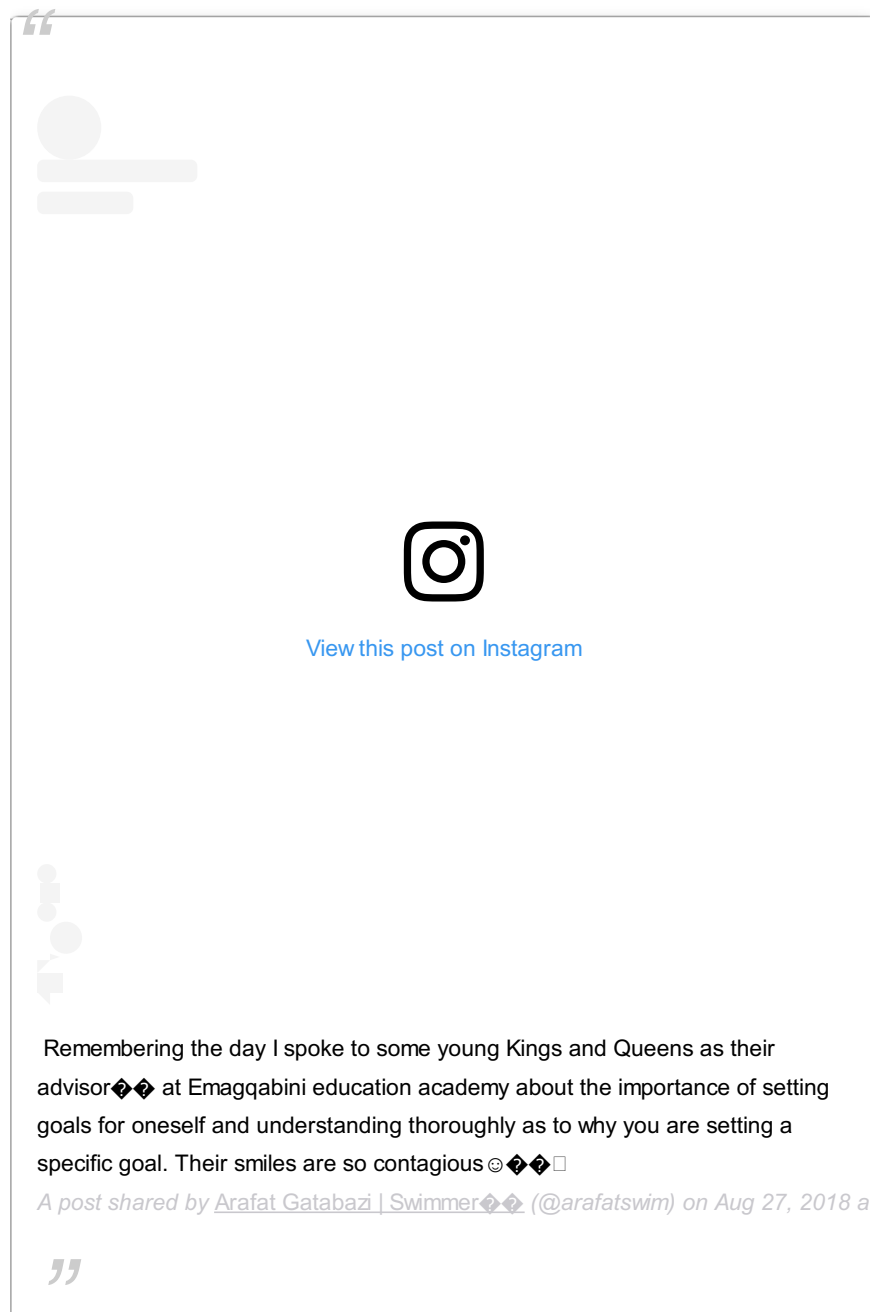 “
View this post on Instagram
Remembering the day I spoke to some young Kings and Queens as their
advisor�� at Emagqabini education academy about the importance of setting
goals for oneself and understanding thoroughly as to why you are setting a
specific goal. Their smiles are so contagious☺��□
A post shared by Arafat Gatabazi | Swimmer�� (@arafatswim) on Aug 27, 2018 a
”